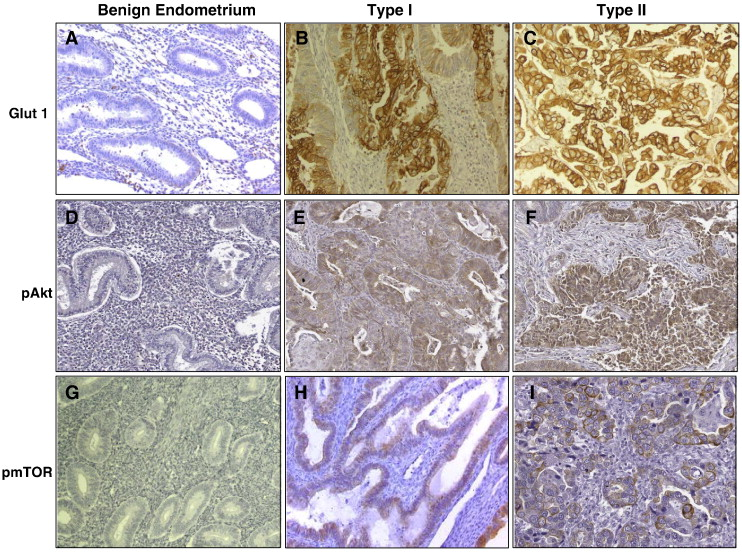 Benign Endometrium Type I Type II
A B C
Glut 1
D E F
pAkt
G H I
pmTOR